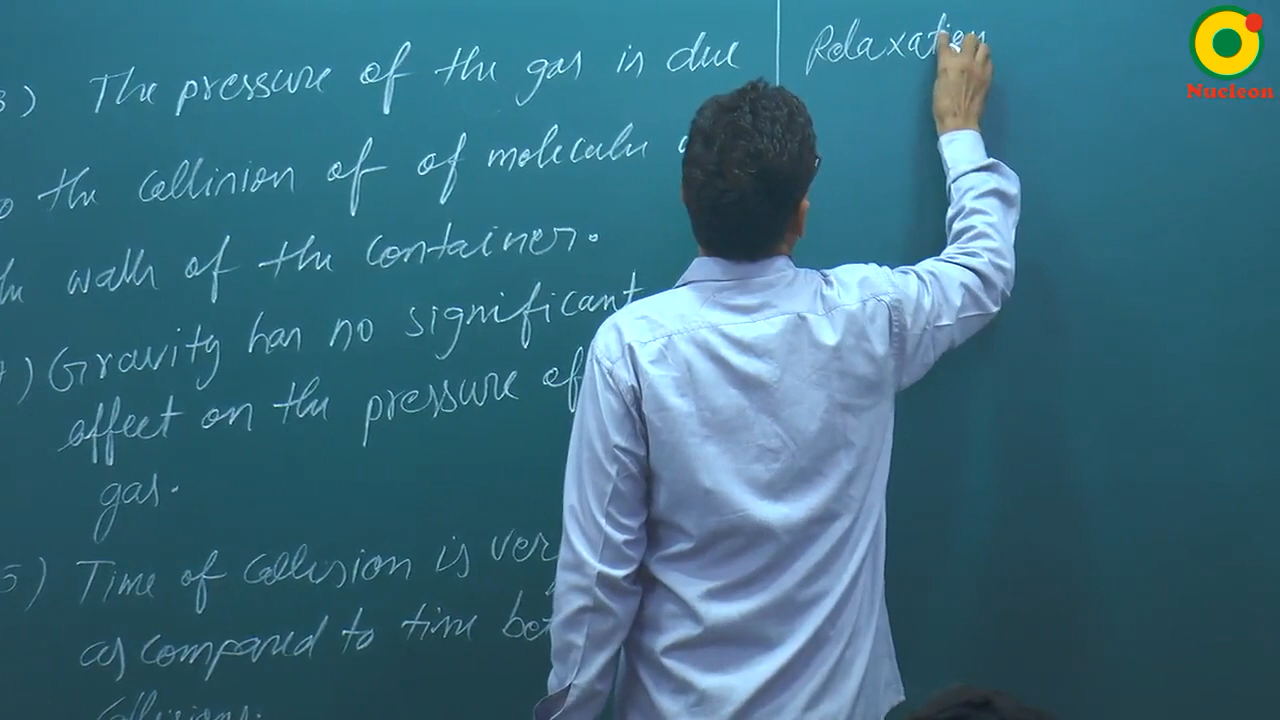 3) The pressure of the gas is due
to the collision of of molecule
the walls of the container.
4) Gravity has no significant
effect on the pressure of
gas.
5) Time of collision is very
as compared to time bet
collisions.
Relaxation
Nucleon